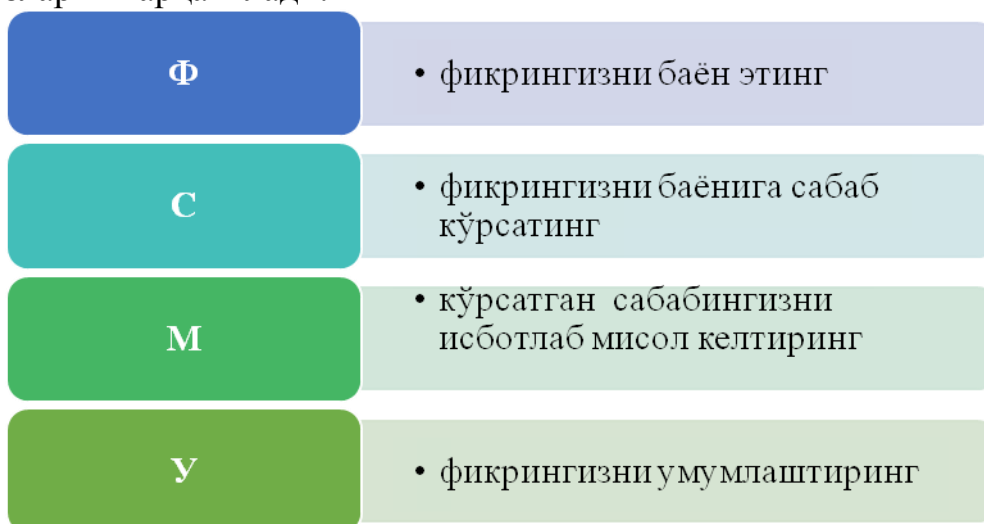 Ф
• фикрингизни баён этинг
С
• фикрингизни баёнига сабаб
кўрсатинг
М
• кўрсатган сабабингизни
исботлаб мисол келтиринг
У
• фикрингизни умумлаштиринг